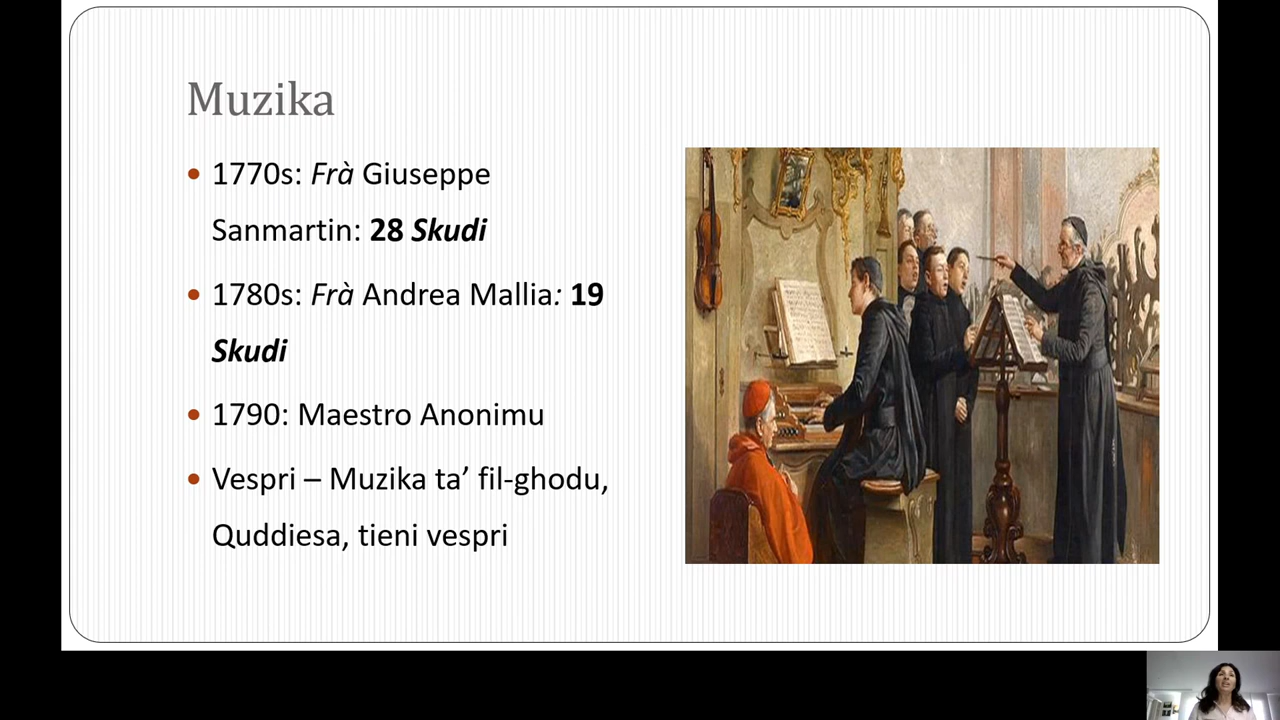 Muzika
1770s: Frà Giuseppe
Sanmartin: 28 Skudi
1780s: Frà Andrea Mallia: 19
Skudi
1790: Maestro Anonimu
Vespri – Muzika ta’ fil-ghodu,
Quddiesa, tieni vespri